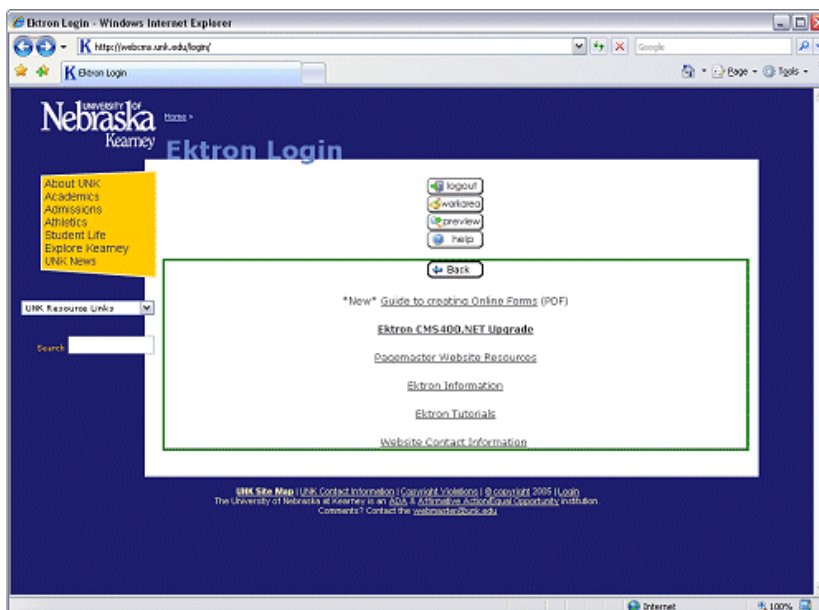 Ektron Login - Windows Internet Explorer
http://webcms.unk.edu/login/
Google
Ektron Login
Page
Tools
UNIVERSITY OF
Nebraska
Kearney
Home »
Ektron Login
About UNK
Academics
Admissions
Athletics
Student Life
Explore Kearney
UNK News
UNK Resource Links
Search
logout
workarea
preview
help
Back
*New* Guide to creating Online Forms (PDF)
Ektron CMS400.NET Upgrade
Pagemaster Website Resources
Ektron Information
Ektron Tutorials
Website Contact Information
UNK Site Map | UNK Contact Information | Copyright Violations | © copyright 2005 | Login
The University of Nebraska at Kearney is an ADA & Affirmative Action/Equal Opportunity institution.
Comments? Contact the webmaster@unk.edu
Internet
100%